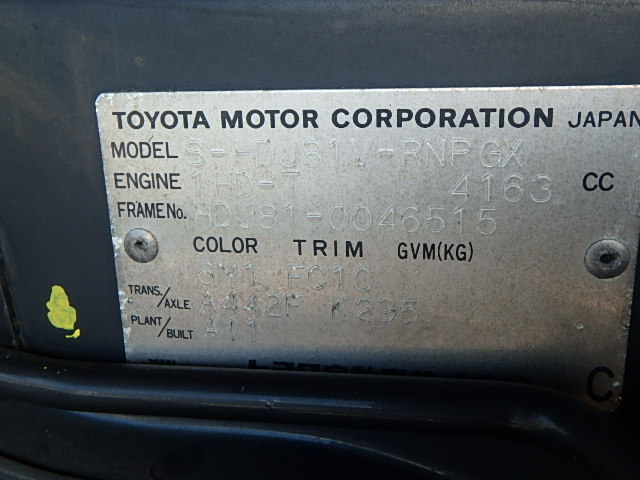 TOYOTA MOTOR CORPORATION JAPAN
MODEL S-HDJ81V-RNPGX
ENGINE 1HD-T 4163 CC
FRAME No. HDJ81-0046515
COLOR TRIM GVM(KG)
6M1 FC10
TRANS./AXLE A442F K295
PLANT/BUILT A11
C